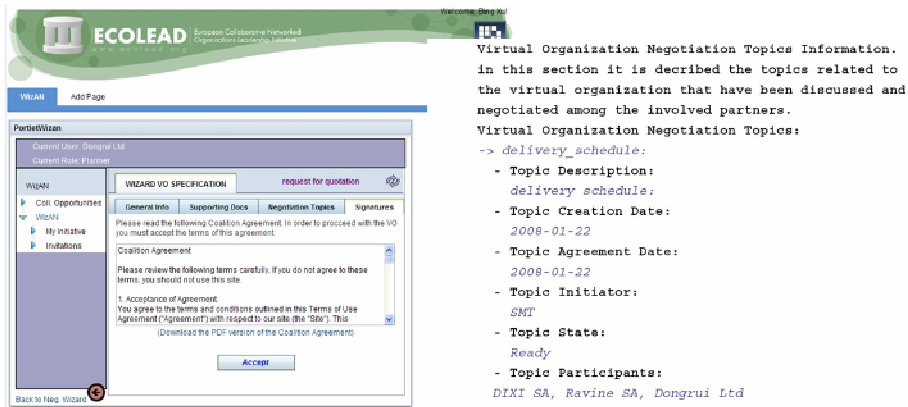 ECOLEAD
European Collaborative Networked
Organisations Leadership Initiative
www.ecolead.org
Welcome, Bing Xu!
WizAN
Add Page
PortletWizan
Current User: Dongrui Ltd
Current Role: Planner
WizAN
Coll. Opportunities
WizAN
My Initiative
Invitations
Back to Neg. Wizard
WIZARD VO SPECIFICATION
request for quotation
General Info
Supporting Docs
Negotiation Topics
Signatures
Please read the following Coalition Agreement. In order to procceed with the VO
you must accept the terms of this agreement.
Coalition Agreement
Please review the following terms carefully. If you do not agree to these
terms, you should not use this site.
1. Acceptance of Agreement.
You agree to the terms and conditions outlined in this Terms of Use
Agreement ("Agreement") with respect to our site (the "Site"). This
(Download the PDF version of the Coalition Agreement)
Accept
Virtual Organization Negotiation Topics Information.
in this section it is decribed the topics related to
the virtual organization that have been discussed and
negotiated among the involved partners.
Virtual Organization Negotiation Topics:
-> delivery_schedule:
- Topic Description:
delivery schedule:
- Topic Creation Date:
2008-01-22
- Topic Agreement Date:
2008-01-22
- Topic Initiator:
SMT
- Topic State:
Ready
- Topic Participants:
DIXI SA, Ravine SA, Dongrui Ltd